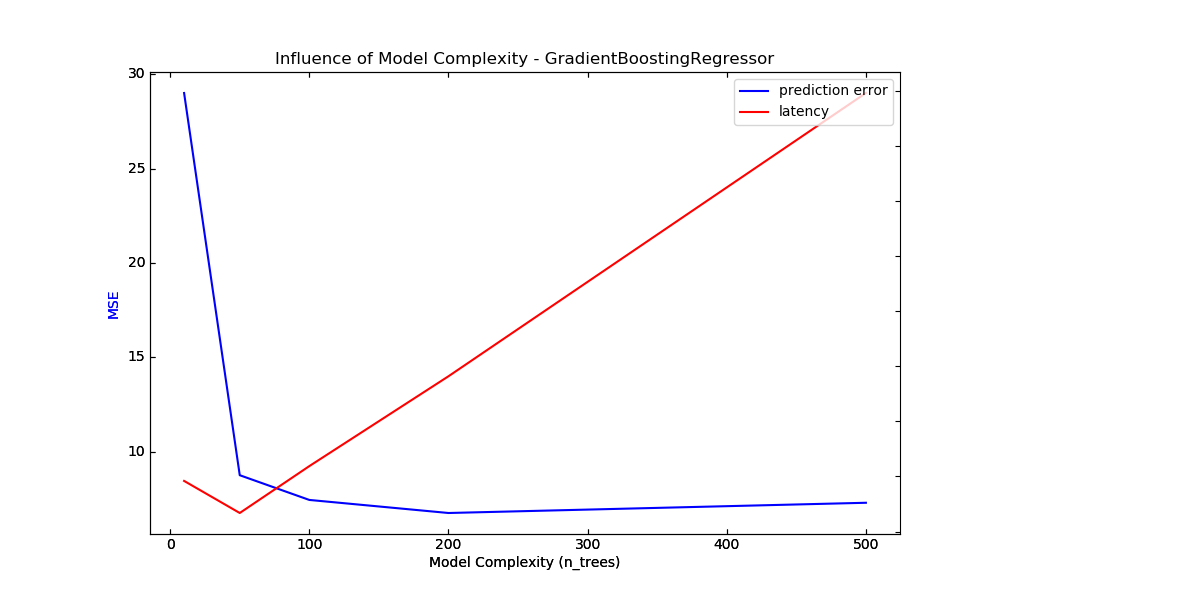 Influence of Model Complexity - GradientBoostingRegressor
prediction error
latency
30
25
20
15
10
MSE
0 100 200 300 400 500
Model Complexity (n_trees)